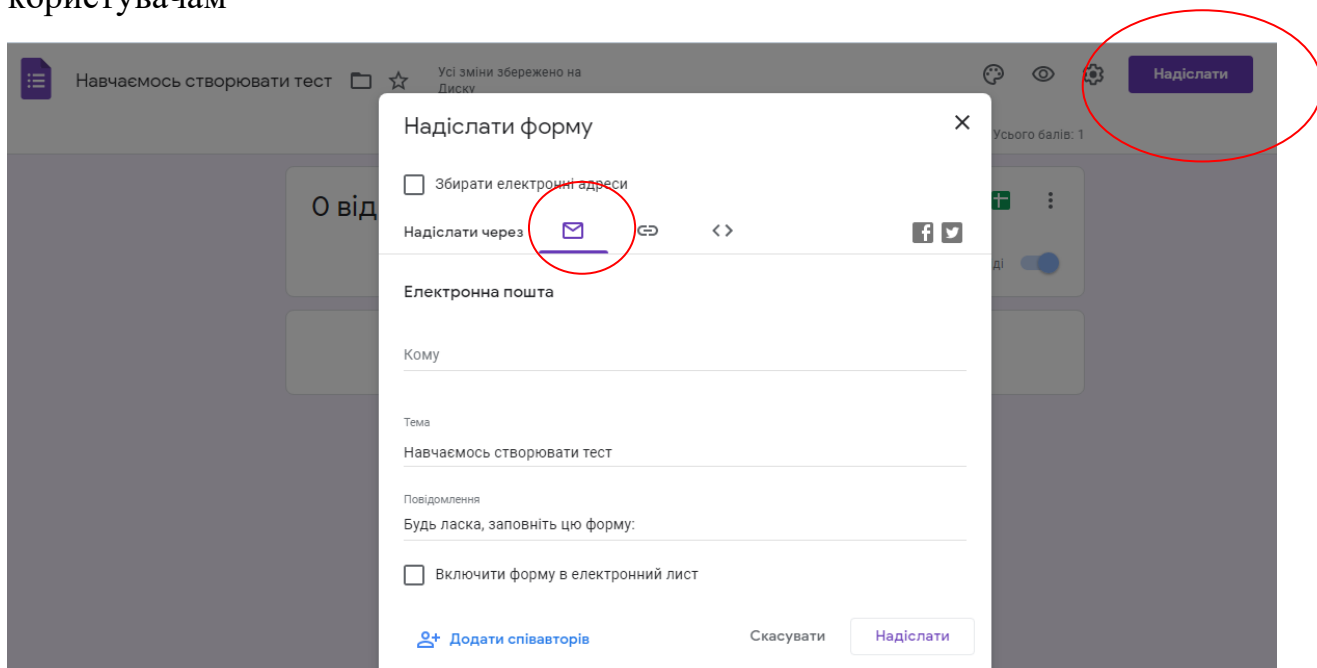 користувачам
Навчаємось створювати тест
Усі зміни збережено на
Диску
Надіслати
Надіслати форму
Усього балів: 1
Збирати електронні адреси
0 від
Надіслати через
ді
Електронна пошта
Кому
Тема
Навчаємось створювати тест
Повідомлення
Будь ласка, заповніть цю форму:
Включити форму в електронний лист
Додати співавторів
Скасувати
Надіслати